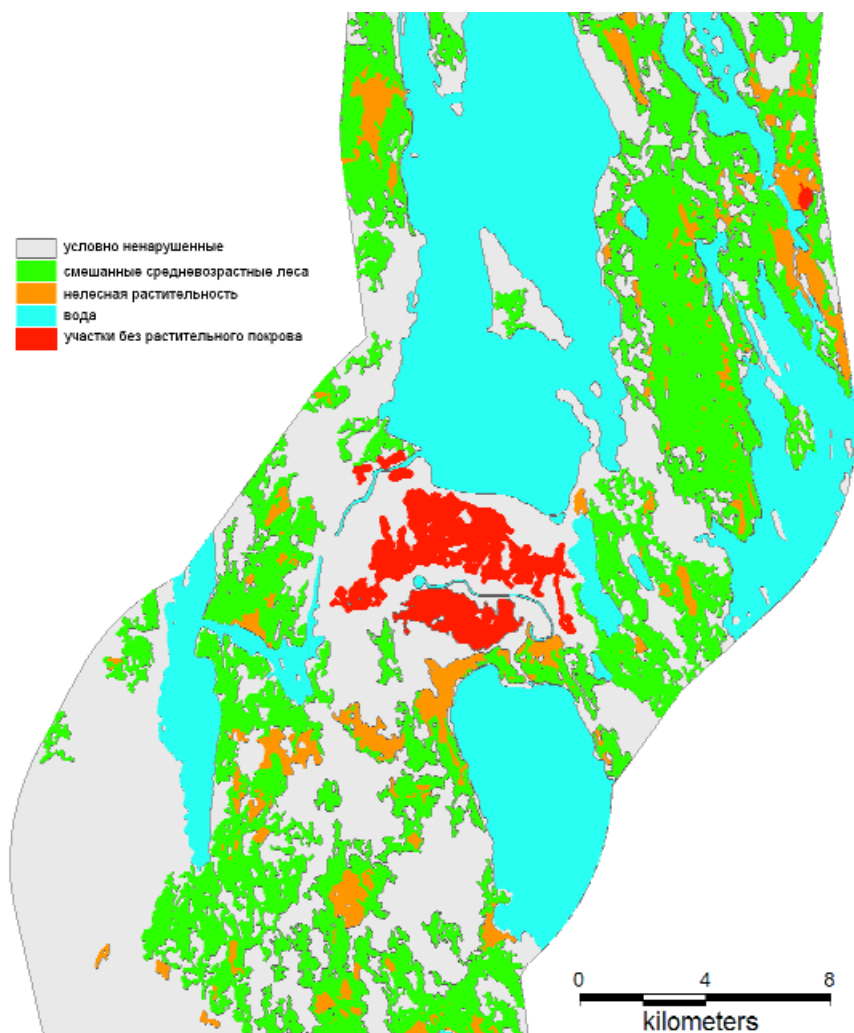 условно ненарушенные
смешанные средневозрастные леса
нелесная растительность
вода
участки без растительного покрова
0 4 8
kilometers